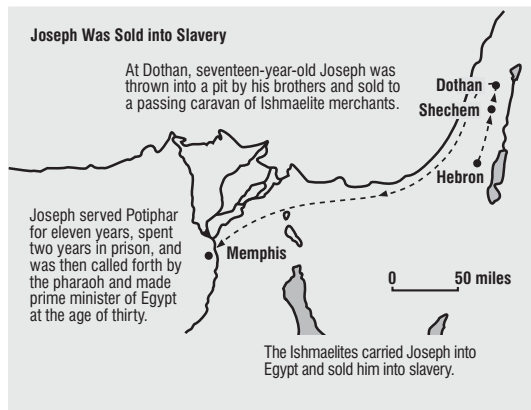 Joseph Was Sold into Slavery
At Dothan, seventeen-year-old Joseph was
thrown into a pit by his brothers and sold to
a passing caravan of Ishmaelite merchants.
Dothan
Shechem
Hebron
Joseph served Potiphar
for eleven years, spent
two years in prison, and
was then called forth by
the pharaoh and made
prime minister of Egypt
at the age of thirty.
Memphis
0 50 miles
The Ishmaelites carried Joseph into
Egypt and sold him into slavery.